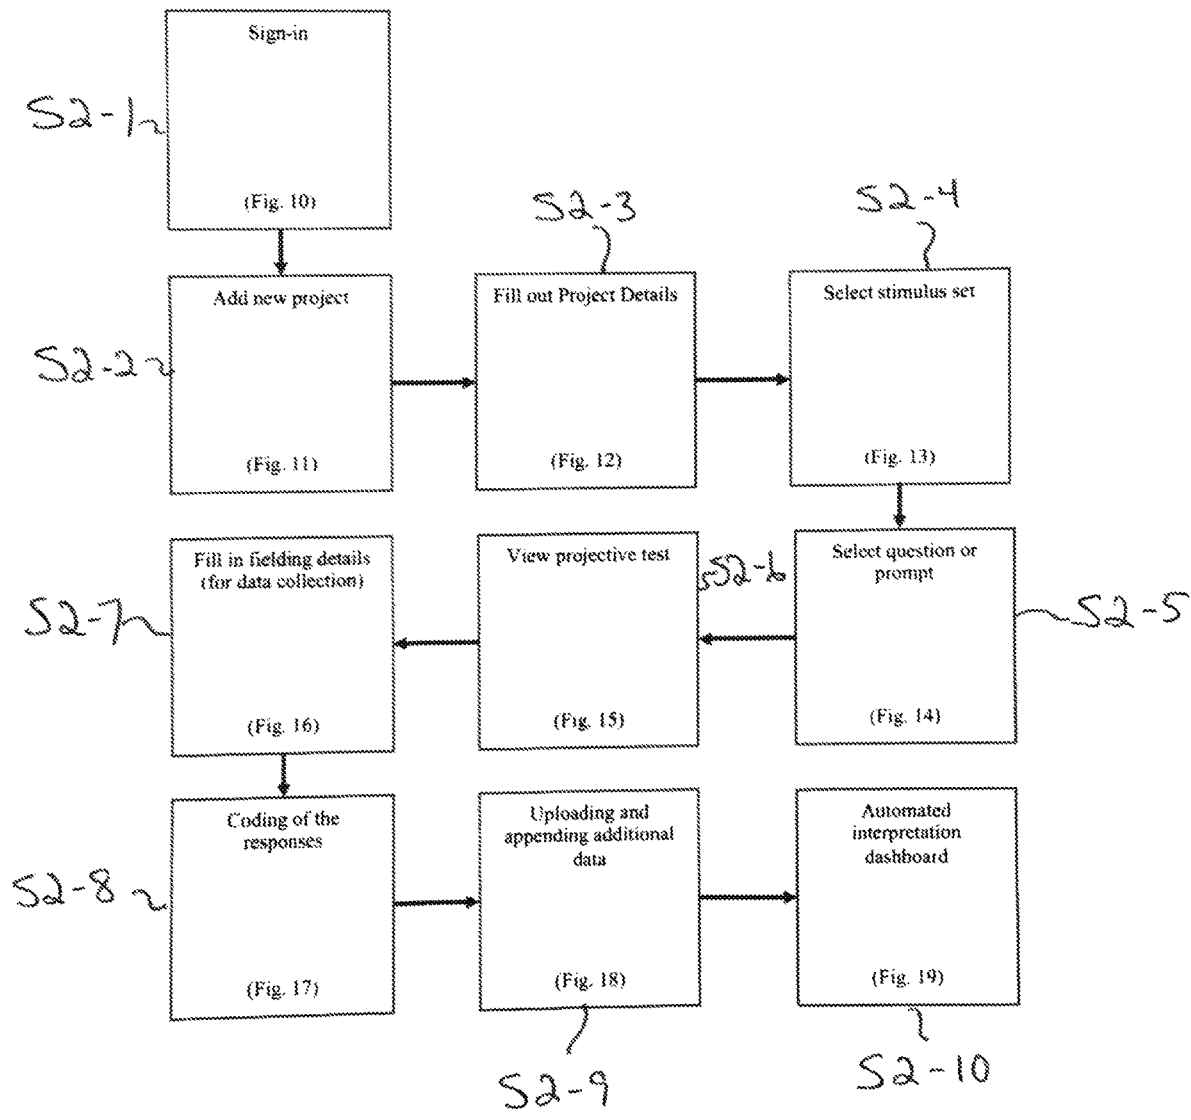 Sign-in
(Fig. 10)
S2-1
Add new project
(Fig. 11)
S2-2
S2-3
Fill out Project Details
(Fig. 12)
S2-4
Select stimulus set
(Fig. 13)
Select question or
prompt
(Fig. 14)
S2-5
View projective test
(Fig. 15)
S2-6
Fill in fielding details
(for data collection)
(Fig. 16)
S2-7
Coding of the
responses
(Fig. 17)
S2-8
Uploading and
appending additional
data
(Fig. 18)
S2-9
Automated
interpretation
dashboard
(Fig. 19)
S2-10